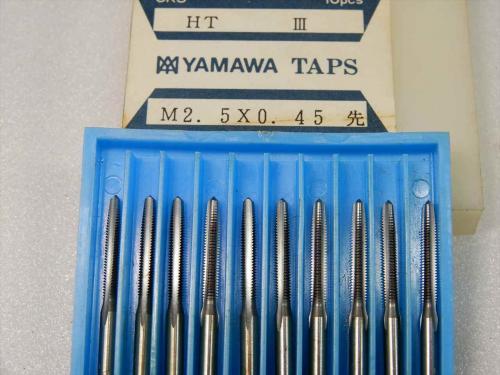 HT III
YAMAWA TAPS
M2.5X0.45 先